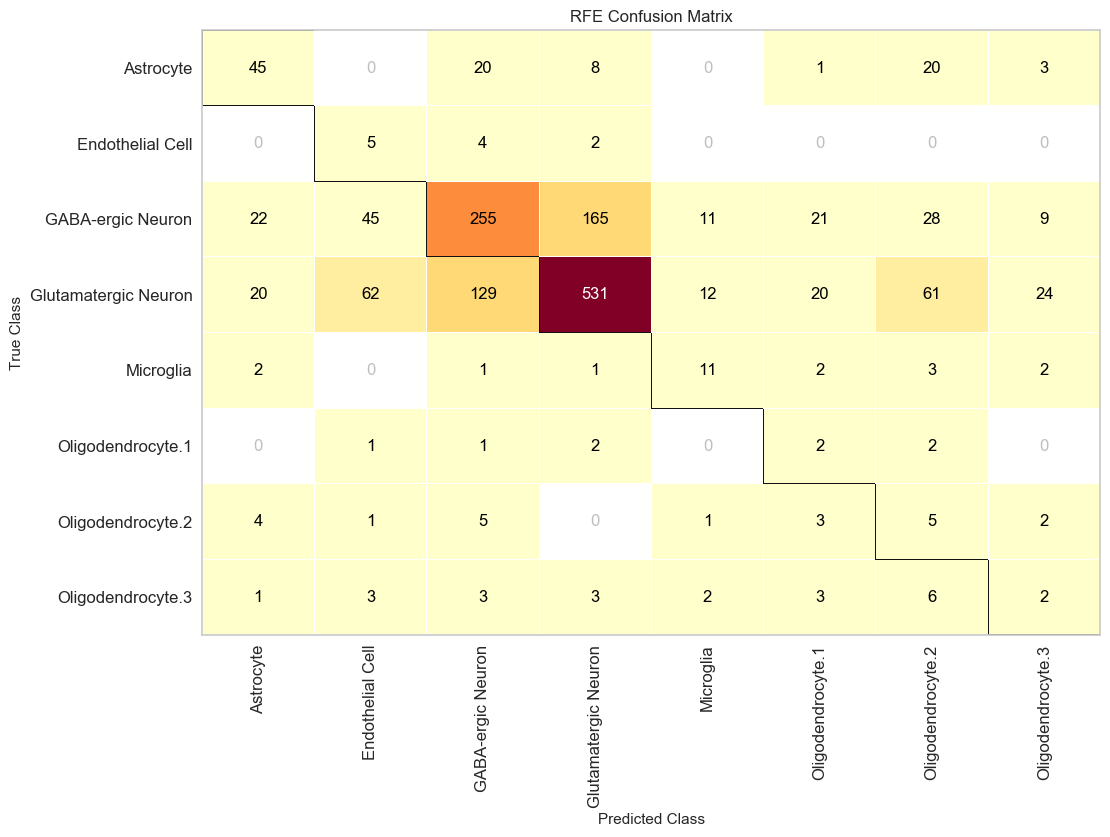 RFE Confusion Matrix
True Class
Astrocyte 45 0 20 8 0 1 20 3
Endothelial Cell 0 5 4 2 0 0 0 0
GABA-ergic Neuron 22 45 255 165 11 21 28 9
Glutamatergic Neuron 20 62 129 531 12 20 61 24
Microglia 2 0 1 1 11 2 3 2
Oligodendrocyte.1 0 1 1 2 0 2 2 0
Oligodendrocyte.2 4 1 5 0 1 3 5 2
Oligodendrocyte.3 1 3 3 3 2 3 6 2
Astrocyte
Endothelial Cell
GABA-ergic Neuron
Glutamatergic Neuron
Microglia
Oligodendrocyte.1
Oligodendrocyte.2
Oligodendrocyte.3
Predicted Class